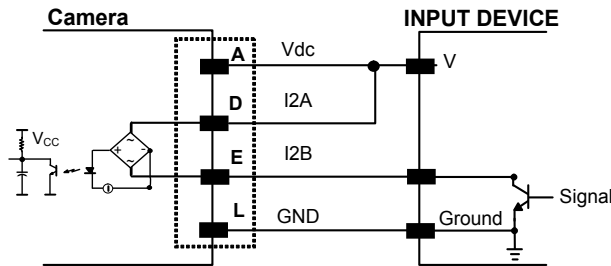 Camera
INPUT DEVICE
A
Vdc
V
D
I2A
VCC
E
I2B
Signal
L
GND
Ground